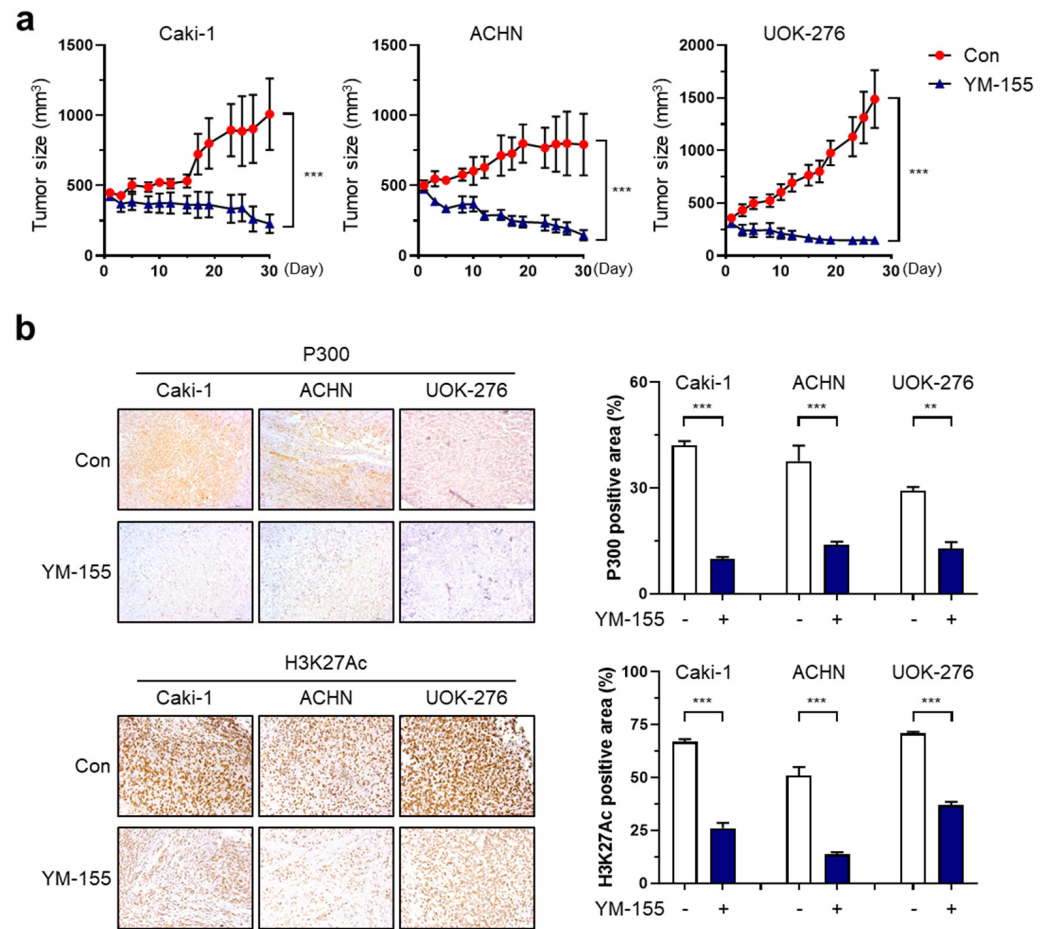 a
Caki-1
ACHN
UOK-276
Tumor size (mm³)
1500
1000
500
0
0
10
20
30
(Day)
***
Tumor size (mm³)
1500
1000
500
0
0
10
20
30
(Day)
***
Tumor size (mm³)
2000
1500
1000
500
0
0
10
20
30
(Day)
***
Con
YM-155
b
P300
Caki-1
ACHN
UOK-276
Con
YM-155
P300 positive area (%)
60
30
0
Caki-1
ACHN
UOK-276
***
***
**
YM-155
- + - + - +
H3K27Ac
Caki-1
ACHN
UOK-276
Con
YM-155
H3K27Ac positive area (%)
100
75
50
25
0
Caki-1
ACHN
UOK-276
***
***
***
YM-155
- + - + - +